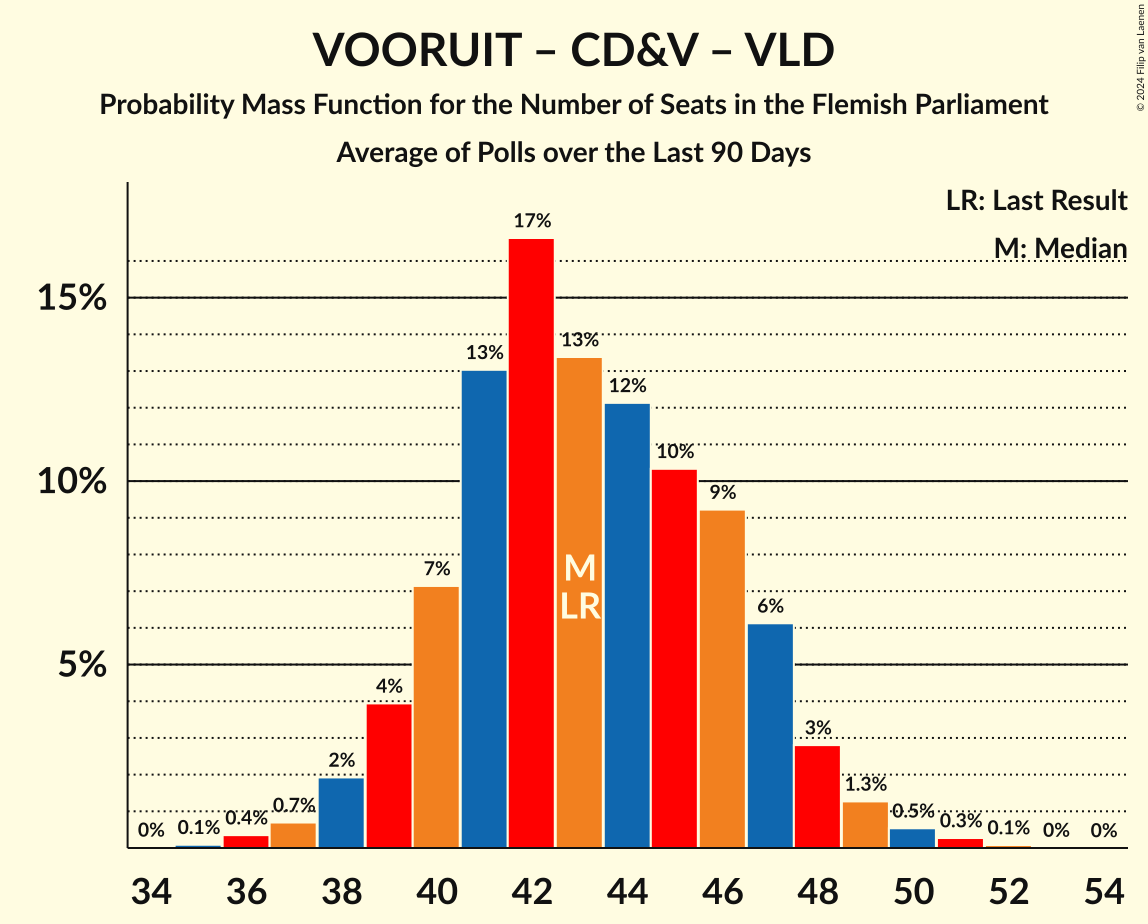 VOORUIT – CD&V – VLD
Probability Mass Function for the Number of Seats in the Flemish Parliament
Average of Polls over the Last 90 Days
© 2024 Filip van Laenen
LR: Last Result
M: Median
15%
10%
5%
0%
0.1%
0.4%
0.7%
2%
4%
7%
13%
17%
13%
12%
10%
9%
6%
3%
1.3%
0.5%
0.3%
0.1%
0%
0%
M
LR
34 36 38 40 42 44 46 48 50 52 54